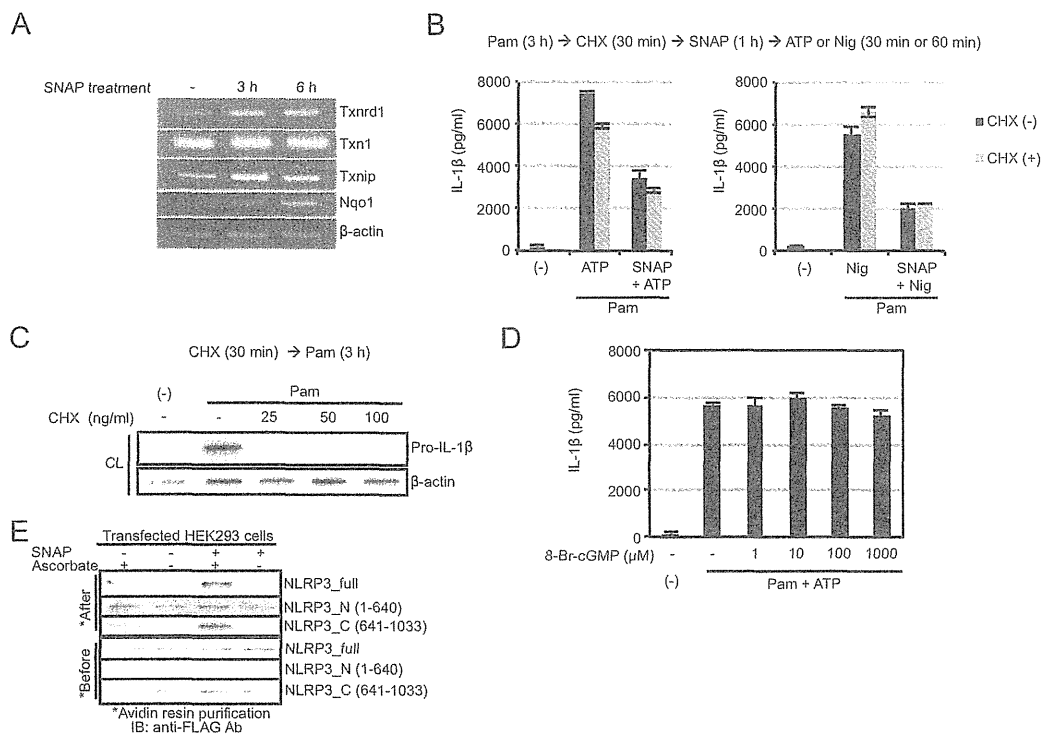 A
SNAP treatment - 3 h 6 h
Txnrd1
Txn1
Txnip
Nqo1
β-actin
B
Pam (3 h) → CHX (30 min) → SNAP (1 h) → ATP or Nig (30 min or 60 min)
IL-1β (pg/ml)
8000
6000
4000
2000
0
(-) ATP SNAP + ATP
Pam
IL-1β (pg/ml)
8000
6000
4000
2000
0
(-) Nig SNAP + Nig
Pam
CHX (-)
CHX (+)
C
CHX (30 min) → Pam (3 h)
(-) Pam
CHX (ng/ml) - - 25 50 100
CL
Pro-IL-1β
β-actin
D
IL-1β (pg/ml)
8000
6000
4000
2000
0
8-Br-cGMP (μM) - - 1 10 100 1000
(-) Pam + ATP
E
Transfected HEK293 cells
SNAP - - + +
Ascorbate + - + -
*After
NLRP3_full
NLRP3_N (1-640)
NLRP3_C (641-1033)
*Before
NLRP3_full
NLRP3_N (1-640)
NLRP3_C (641-1033)
*Avidin resin purification
IB: anti-FLAG Ab